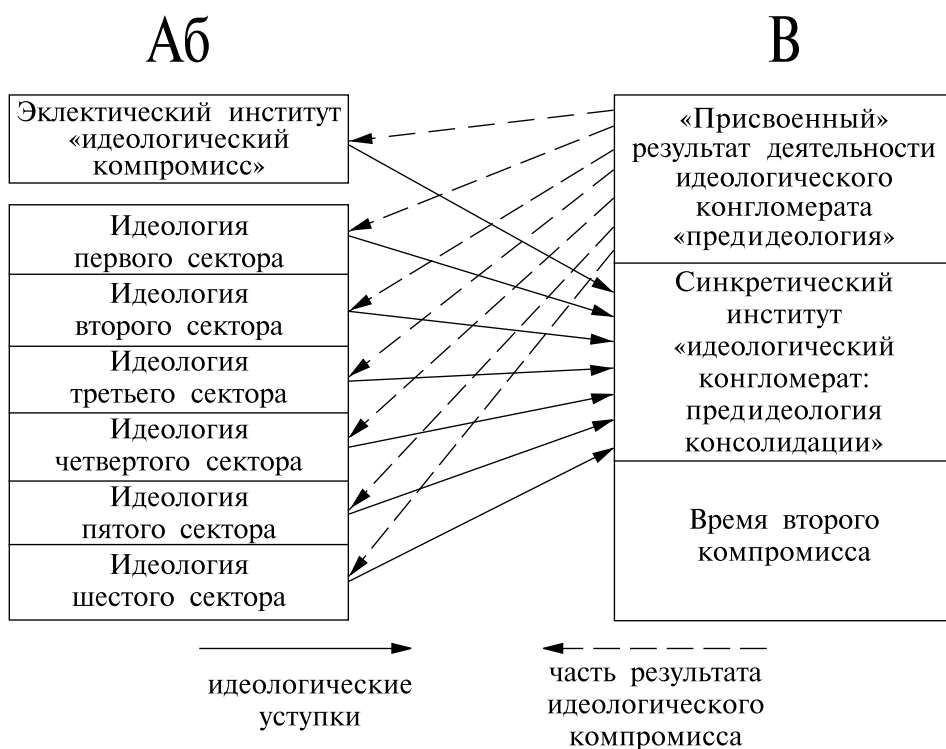 Аб
В
Эклектический институт
«идеологический
компромисс»
Идеология
первого сектора
Идеология
второго сектора
Идеология
третьего сектора
Идеология
четвертого сектора
Идеология
пятого сектора
Идеология
шестого сектора
«Присвоенный»
результат деятельности
идеологического
конгломерата
«предидеология»
Синкретический
институт
«идеологический
конгломерат:
предидеология
консолидации»
Время второго
компромисса
идеологические
уступки
часть результата
идеологического
компромисса